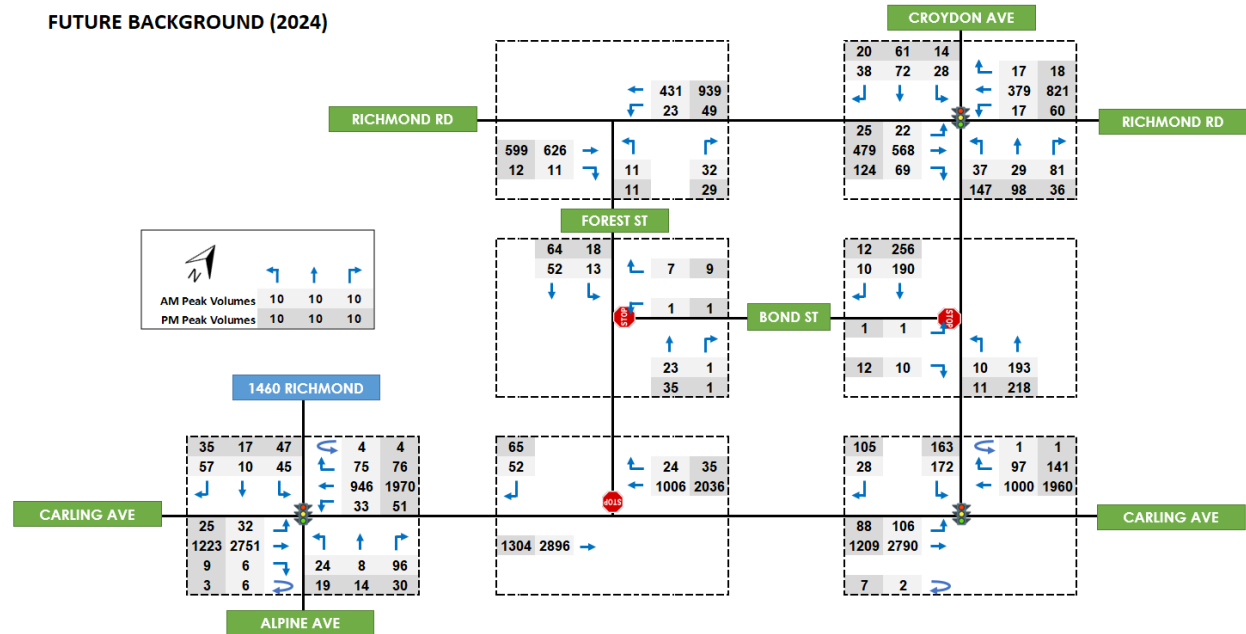 FUTURE BACKGROUND (2024)
CROYDON AVE
20 61 14
38 72 28
17 18
379 821
17 60
431 939
23 49
RICHMOND RD
RICHMOND RD
599 626
12 11
11 32
11 29
25 22
479 568
124 69
37 29 81
147 98 36
FOREST ST
N
AM Peak Volumes 10 10 10
PM Peak Volumes 10 10 10
64 18
52 13
7 9
1 1
STOP
BOND ST
23 1
35 1
12 256
10 190
STOP
1 1
12 10
10 193
11 218
1460 RICHMOND
35 17 47
57 10 45
4 4
75 76
946 1970
33 51
CARLING AVE
25 32
1223 2751
9 6
3 6
24 8 96
19 14 30
ALPINE AVE
65
52
24 35
1006 2036
STOP
1304 2896
105 163
28 172
1 1
97 141
1000 1960
CARLING AVE
88 106
1209 2790
7 2